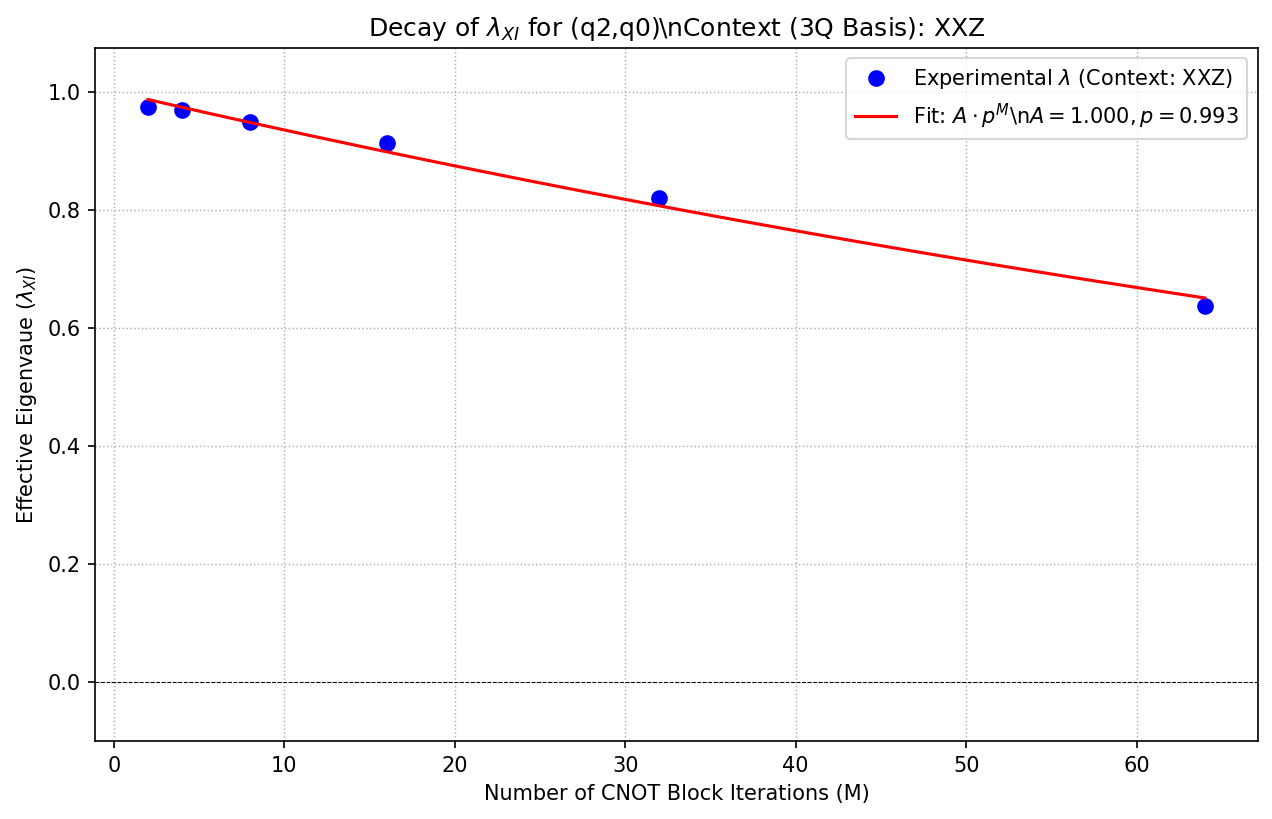 Decay of λ_XI for (q2,q0)\nContext (3Q Basis): XXZ
Experimental λ (Context: XXZ)
Fit: A · p^M\nA = 1.000, p = 0.993
Effective Eigenvaue (λ_XI)
1.0
0.8
0.6
0.4
0.2
0.0
0 10 20 30 40 50 60
Number of CNOT Block Iterations (M)